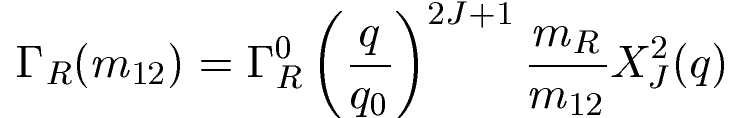 \Gamma_R(m_{12}) = \Gamma_R^0 \left( \frac{q}{q_0} \right)^{2J+1} \frac{m_R}{m_{12}} X_J^2(q)